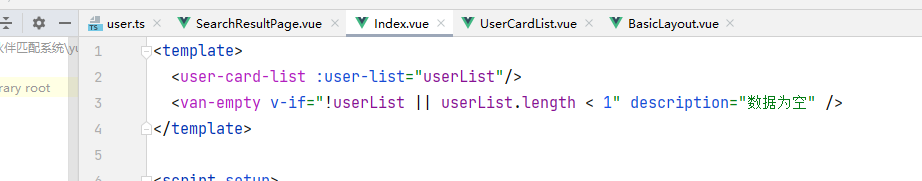 user.ts SearchResultPage.vue Index.vue UserCardList.vue BasicLayout.vue
伴匹配系统\yu
rary root
1 <template>
2 <user-card-list :user-list="userList"/>
3 <van-empty v-if="!userList || userList.length < 1" description="数据为空" />
4 </template>
5
<script setup>